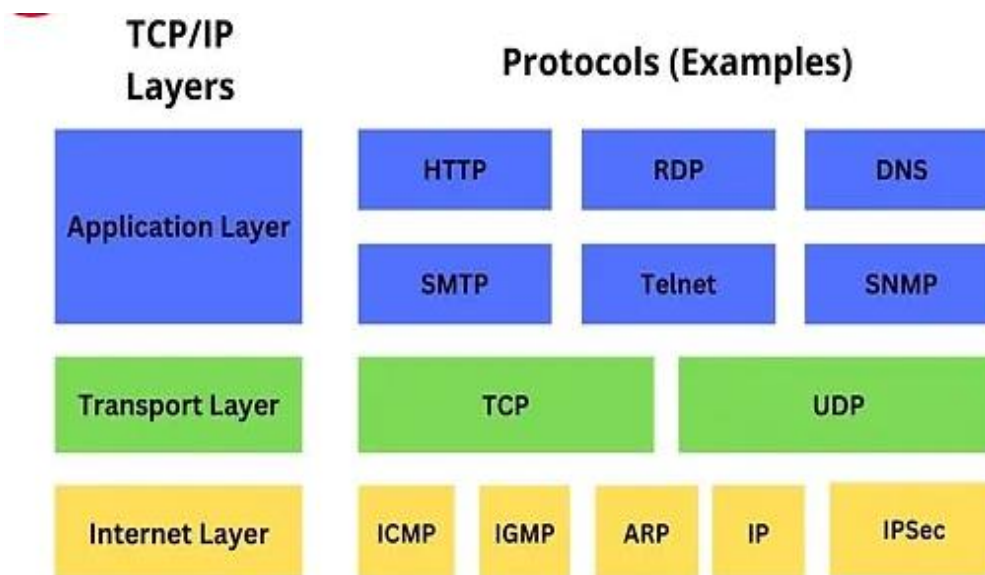 TCP/IP
Layers
Protocols (Examples)
Application Layer
HTTP
RDP
DNS
SMTP
Telnet
SNMP
Transport Layer
TCP
UDP
Internet Layer
ICMP
IGMP
ARP
IP
IPSec